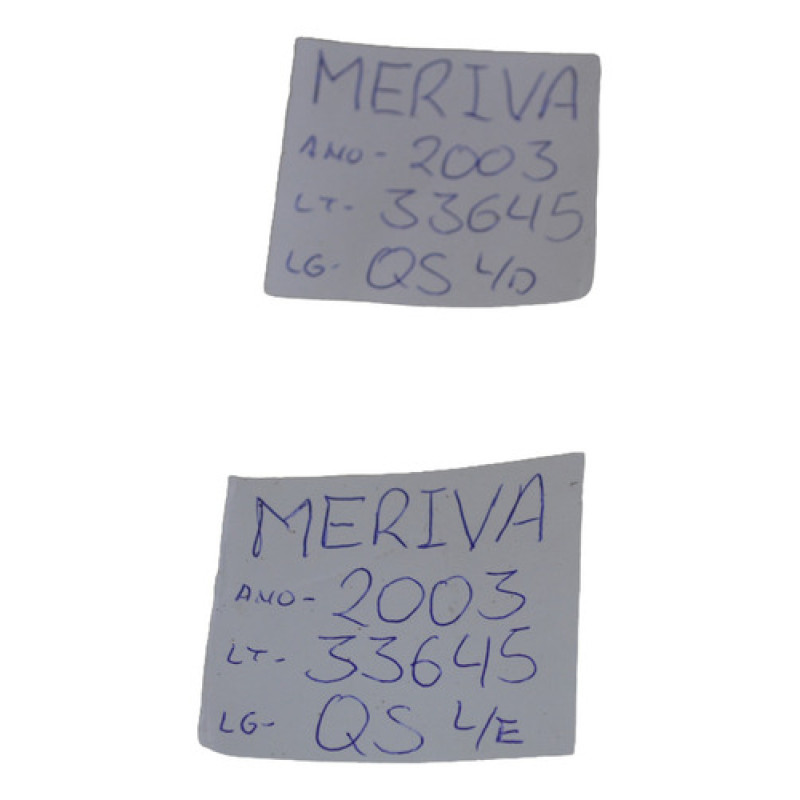 MERIVA
ANO- 2003
LT- 33645
LG- QS L/D
MERIVA
ANO- 2003
LT- 33645
LG- QS L/E